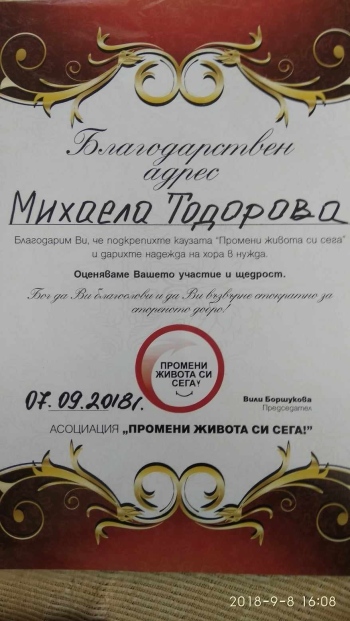 Благодарствен
адрес
Михаела Тодорова
Благодарим Ви, че подкрепихте каузата "Промени живота си сега"
и дарихте надежда на хора в нужда.
Оценяваме Вашето участие и щедрост.
Бог да Ви благослови и да Ви възвърне стократно за
стореното добро!
ПРОМЕНИ
ЖИВОТА СИ
СЕГА!
07.09.2018г.
Вили Боршукова
Председател
АСОЦИАЦИЯ „ПРОМЕНИ ЖИВОТА СИ СЕГА!"
2018-9-8 16:08